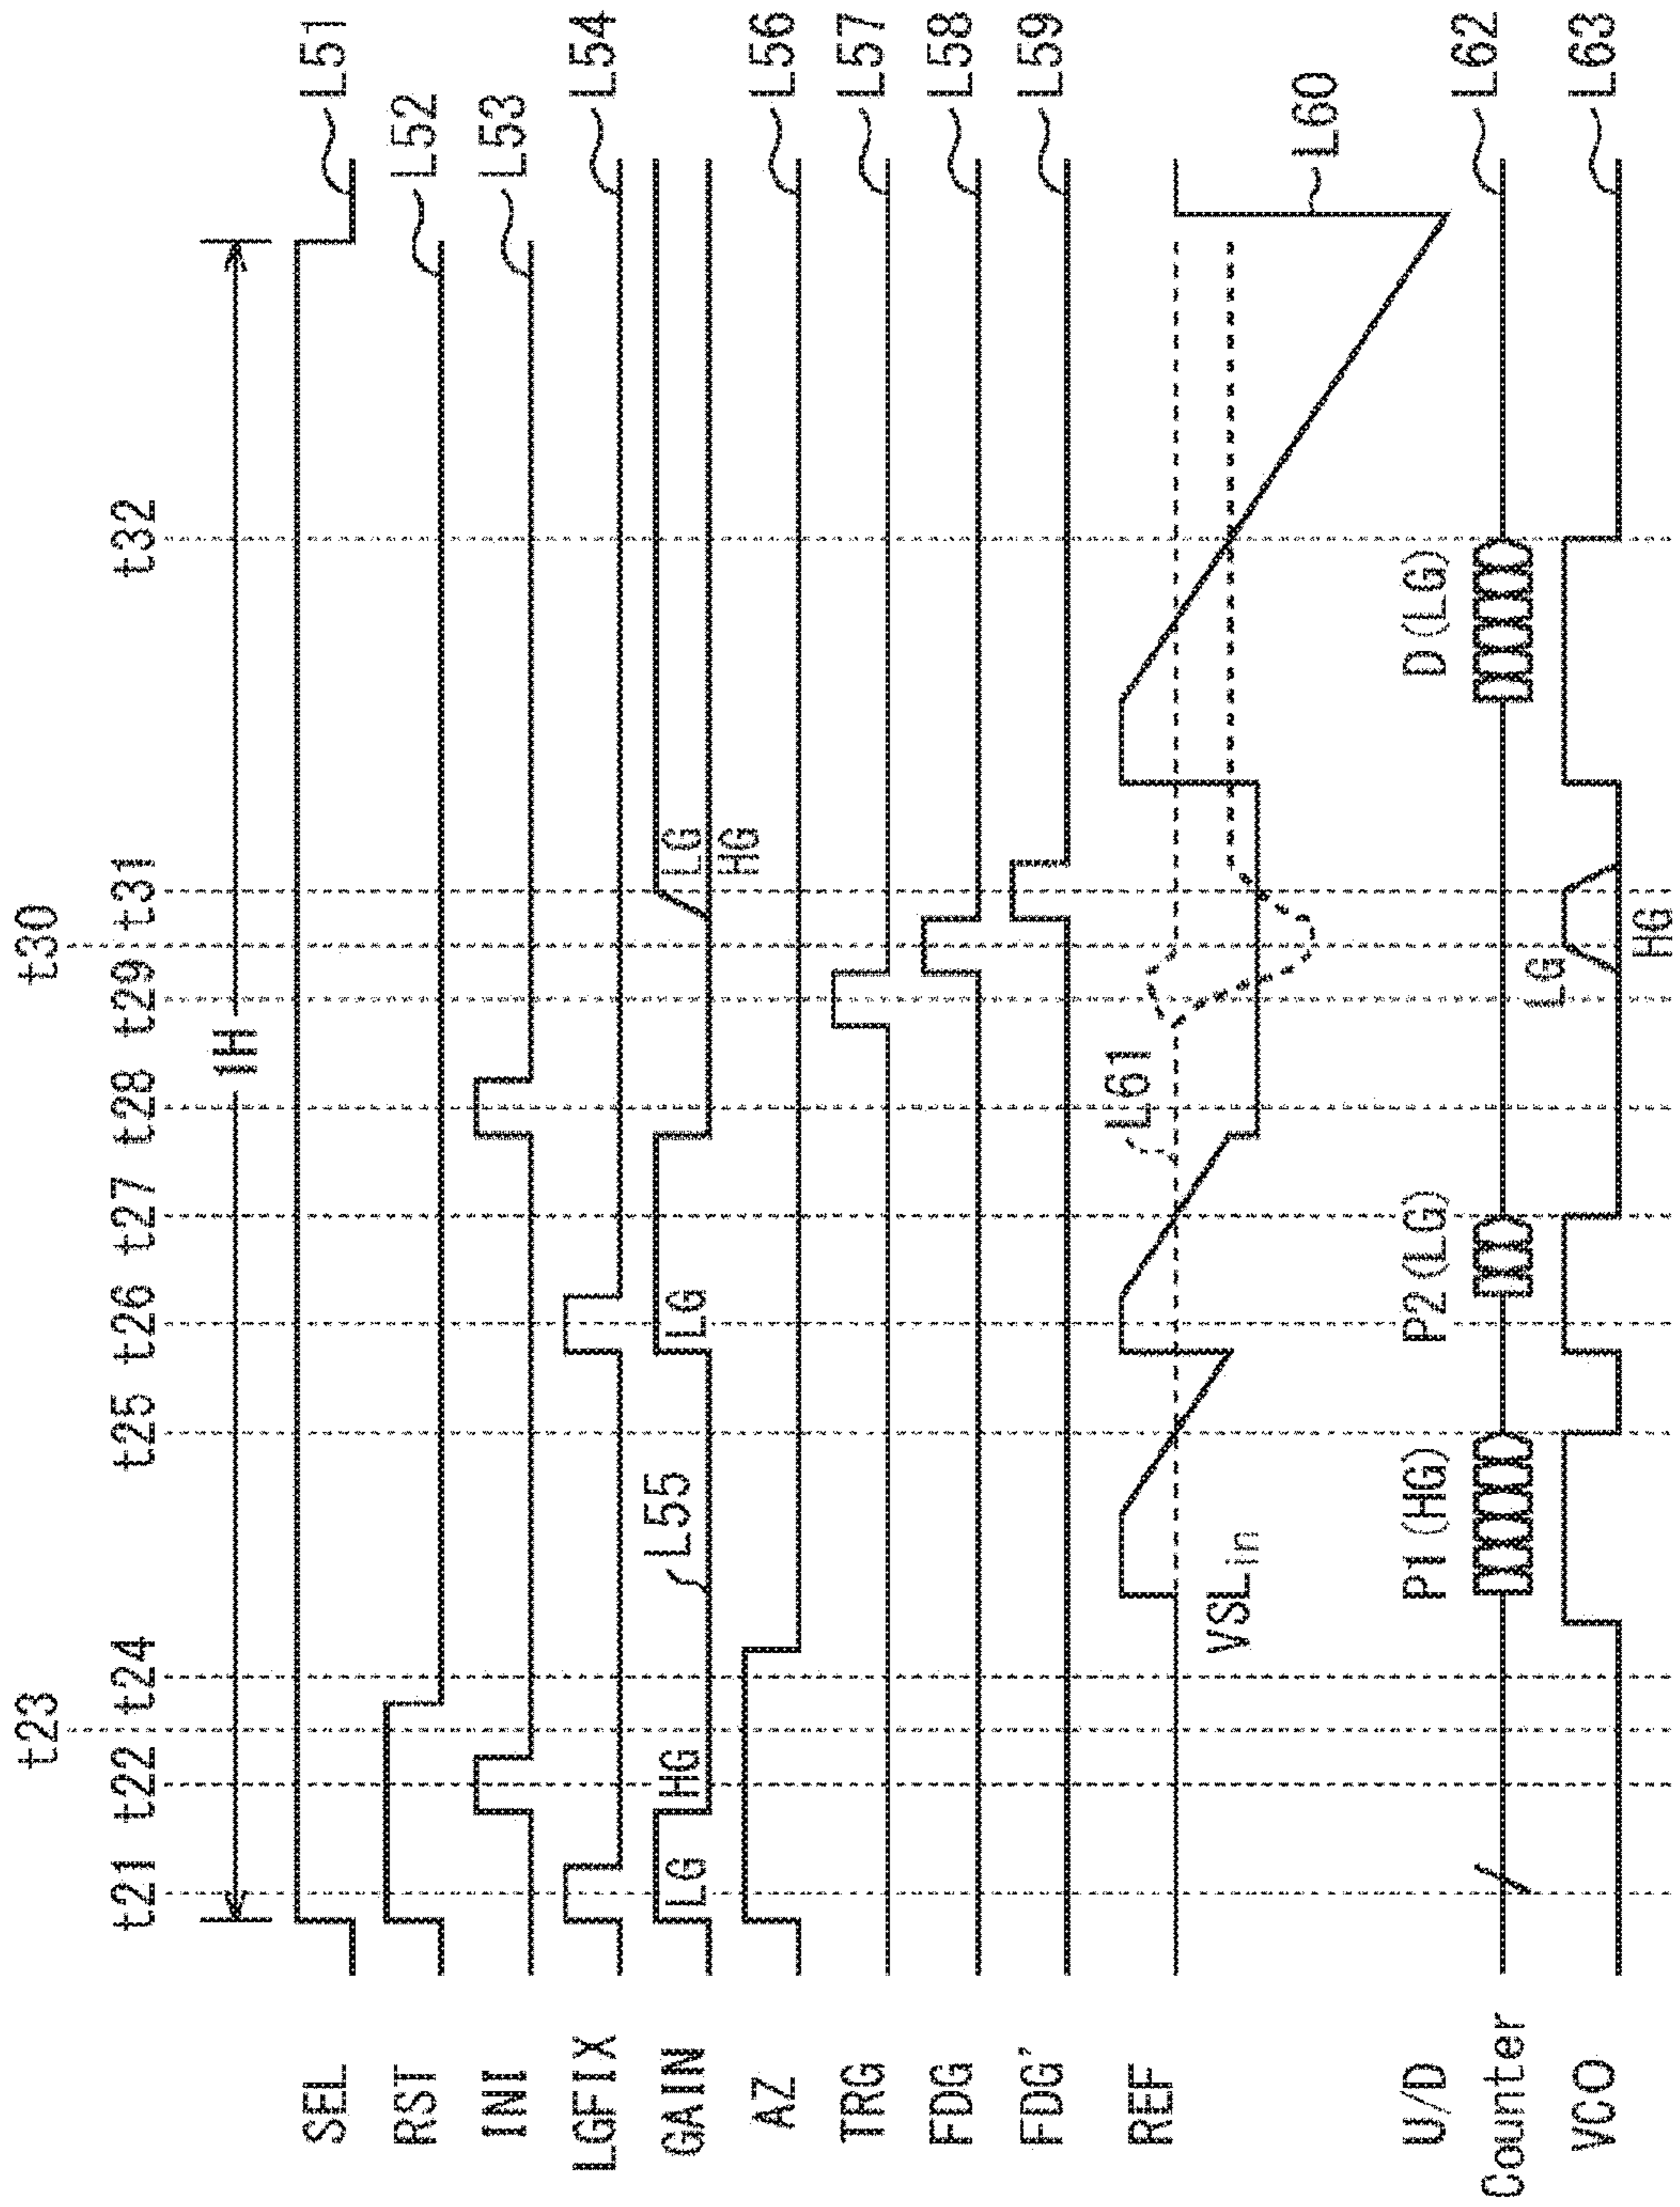 t23
t30
t21
t22
t24
t25
t26
t27
t28
t29
t31
t32
1H
SEL
L51
RST
L52
INI
L53
LGFIX
L54
GAIN
LG
HG
L55
LG
LG
HG
AZ
L56
TRG
L57
FDG
L58
FDG'
L59
REF
VSLin
L61
L60
U/D
Counter
P1(HG)
P2(LG)
D(LG)
L62
VCO
LG
HG
L63